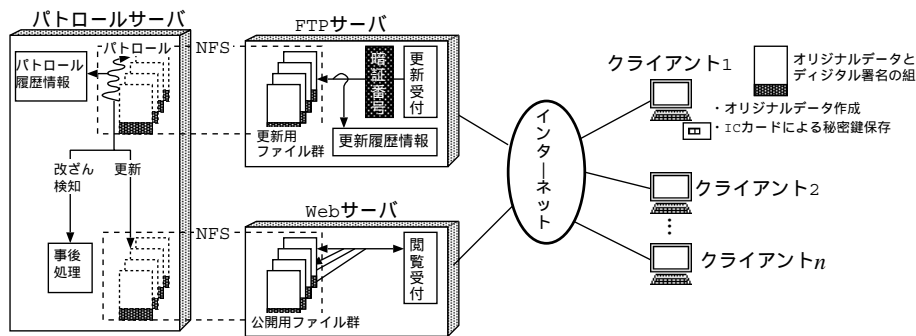 パトロールサーバ
パトロール
パトロール
履歴情報
改ざん
検知
更新
事後
処理
NFS
NFS
FTPサーバ
更新受付
更新用
ファイル群
更新履歴情報
Webサーバ
閲覧受付
公開用ファイル群
インターネット
クライアント1
オリジナルデータと
ディジタル署名の組
・オリジナルデータ作成
・ICカードによる秘密鍵保存
クライアント2
クライアントn